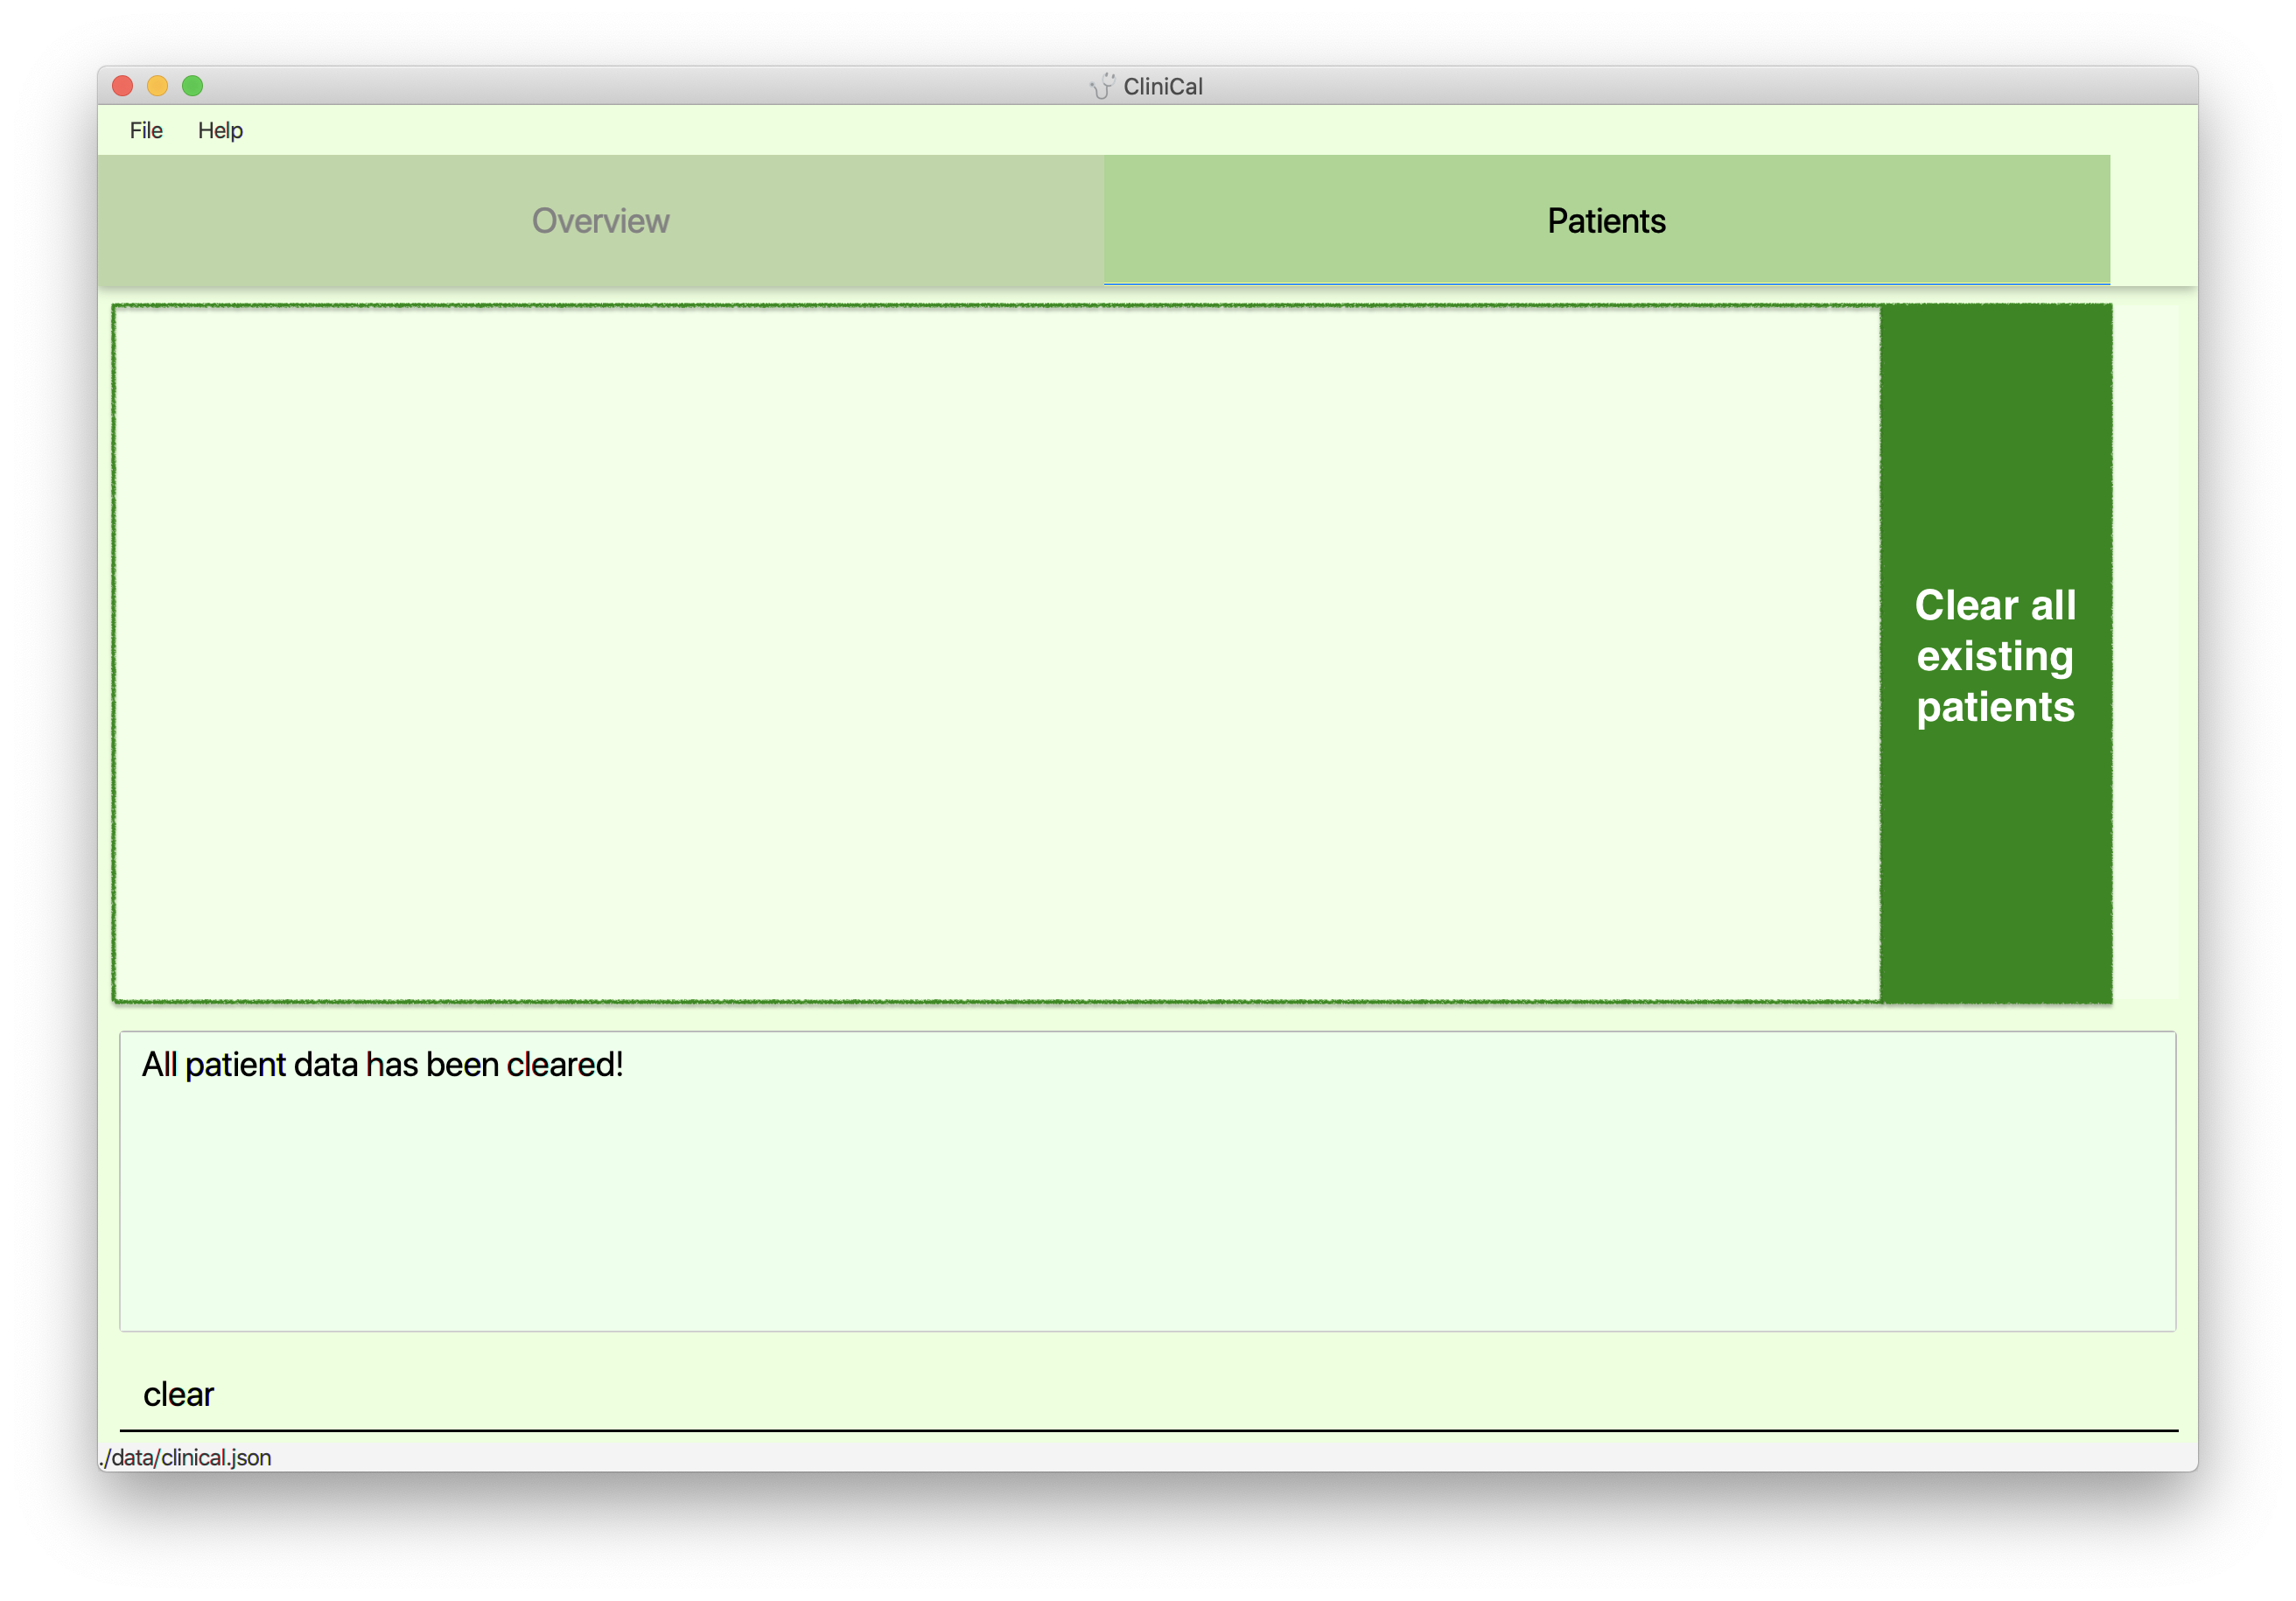 CliniCal
File Help
Overview Patients
Clear all
existing
patients
All patient data has been cleared!
clear
./data/clinical.json